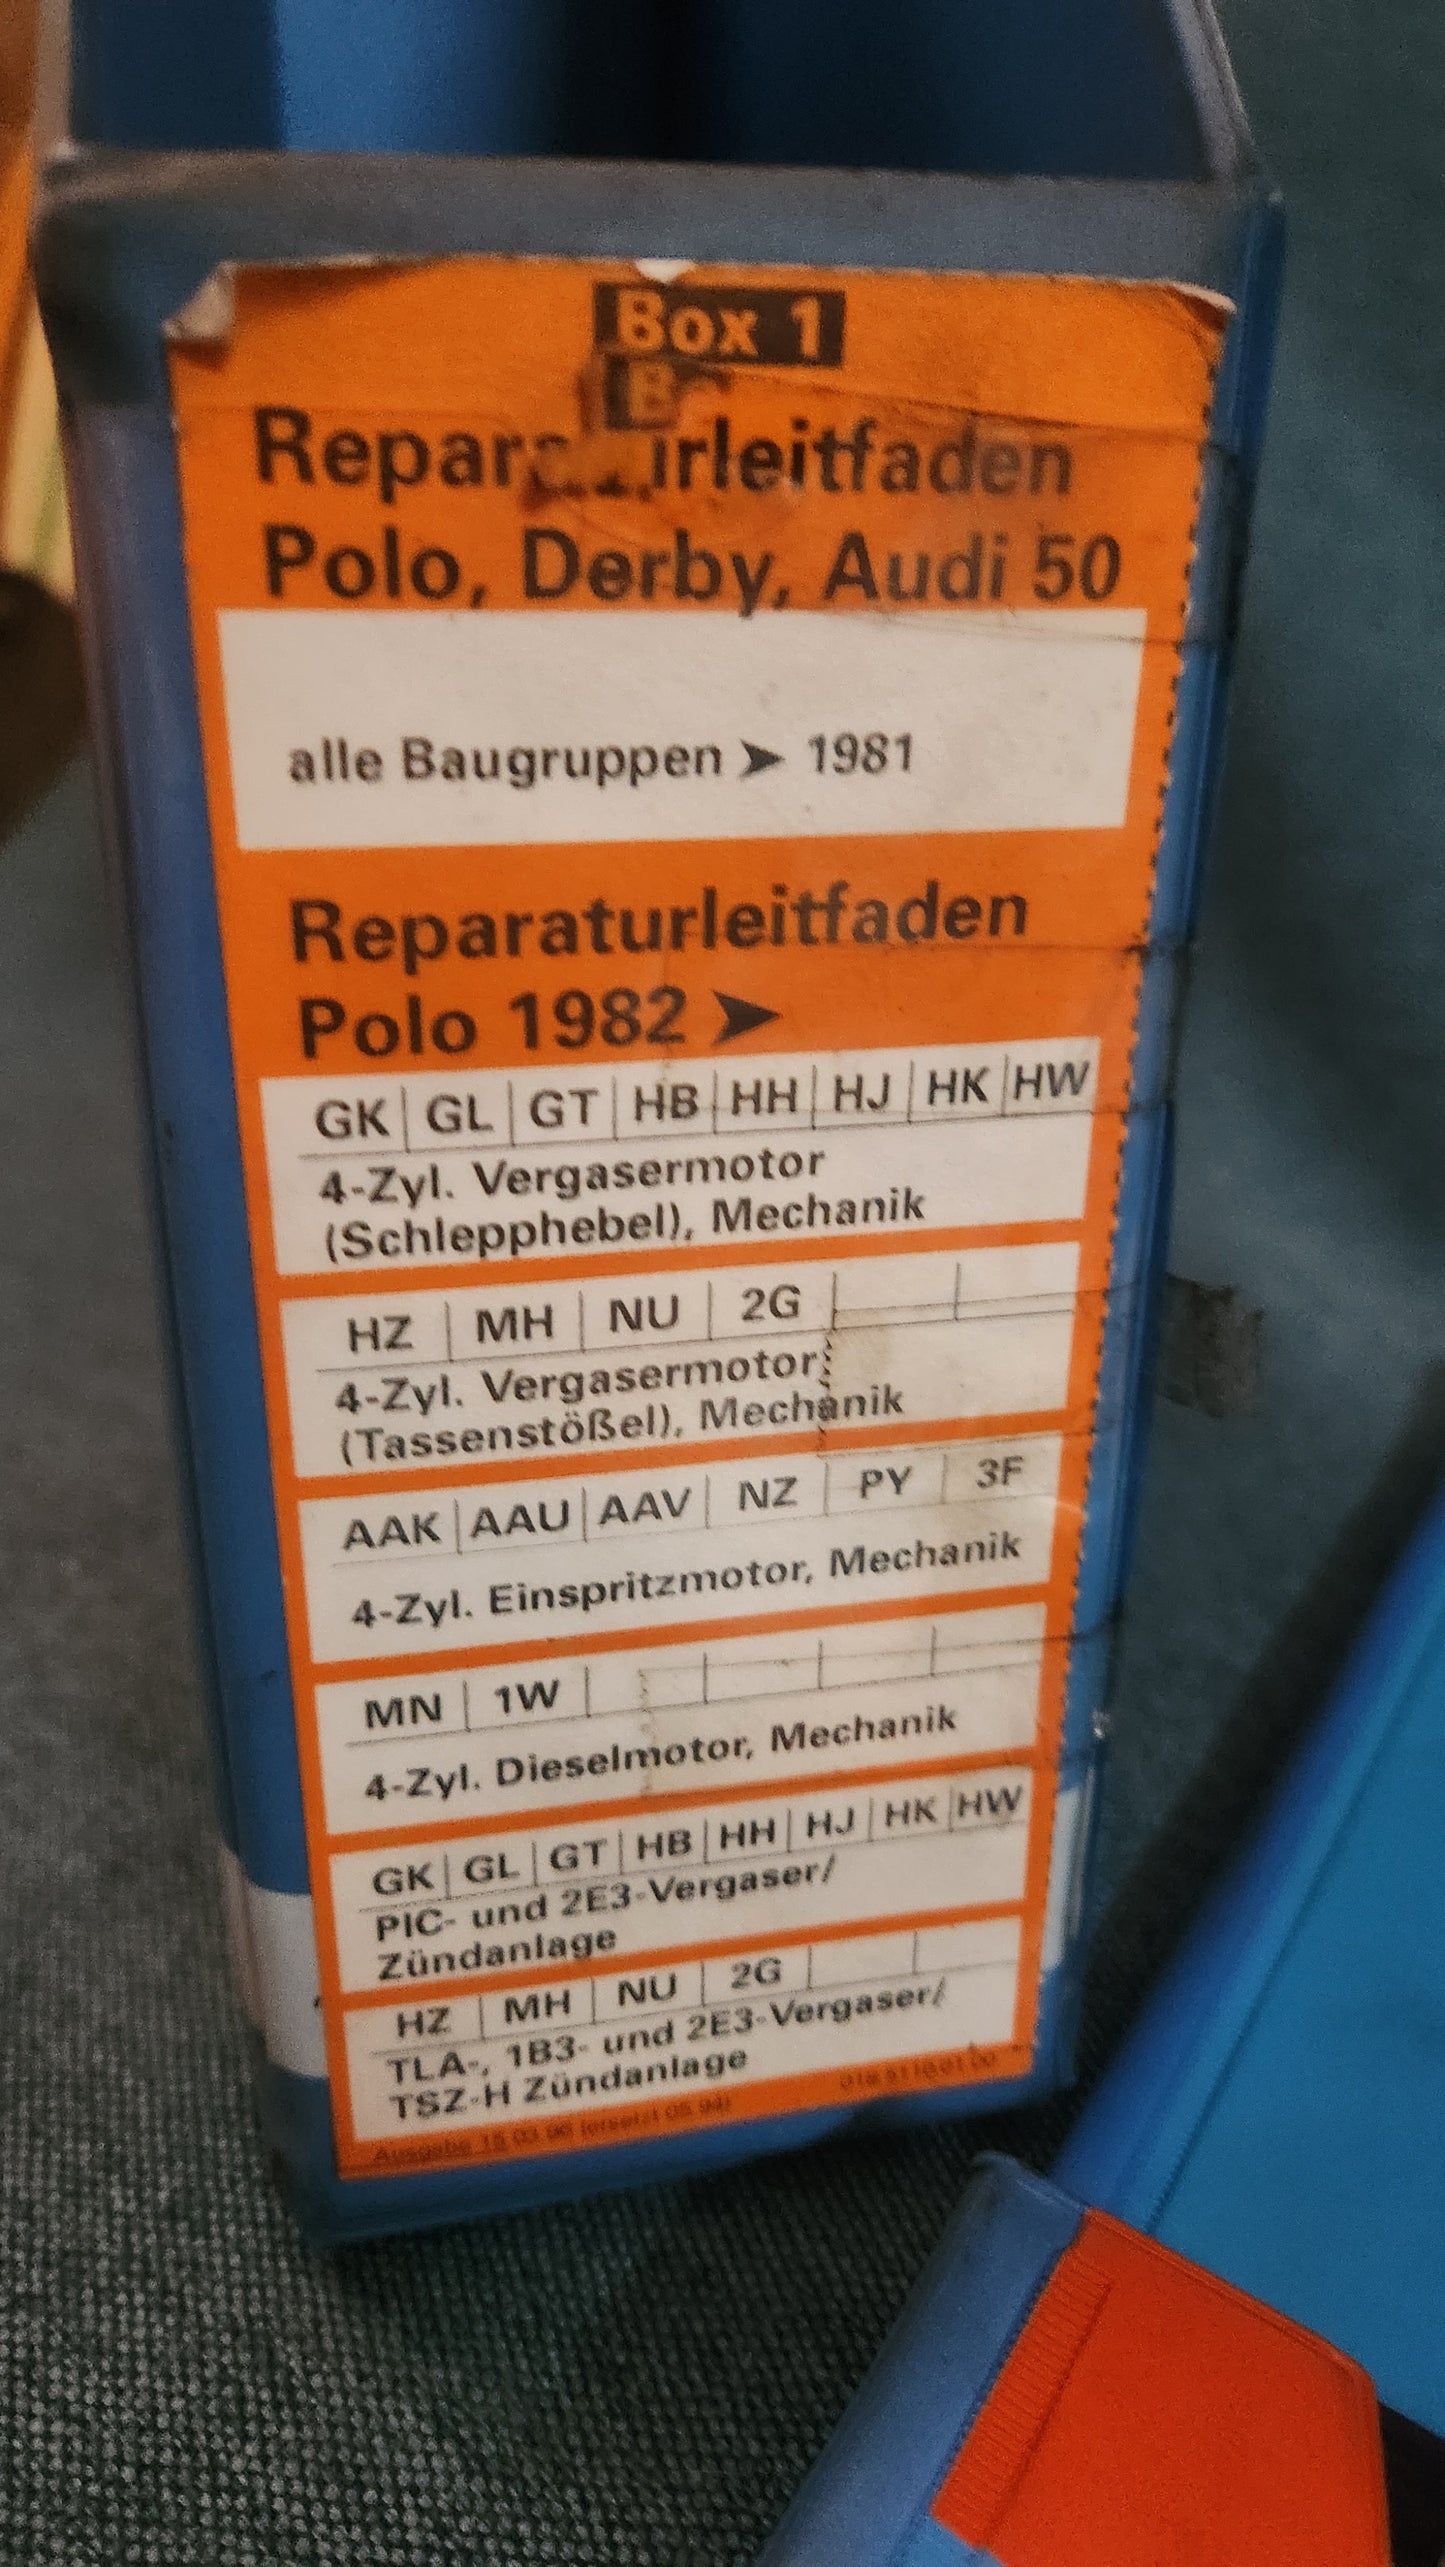 Box 1
Reparaturleitfaden
Polo, Derby, Audi 50
alle Baugruppen ➤ 1981
Reparaturleitfaden
Polo 1982 ➤
GK | GL | GT | HB | HH | HJ | HK | HW
4-Zyl. Vergasermotor
(Schlepphebel), Mechanik
HZ | MH | NU | 2G
4-Zyl. Vergasermotor
(Tassenstößel), Mechanik
AAK | AAU | AAV | NZ | PY | 3F
4-Zyl. Einspritzmotor, Mechanik
MN | 1W
4-Zyl. Dieselmotor, Mechanik
GK | GL | GT | HB | HH | HJ | HK | HW
PIC- und 2E3-Vergaser/
Zündanlage
HZ | MH | NU | 2G
TLA-, 1B3- und 2E3-Vergaser/
TSZ-H Zündanlage
Ausgabe